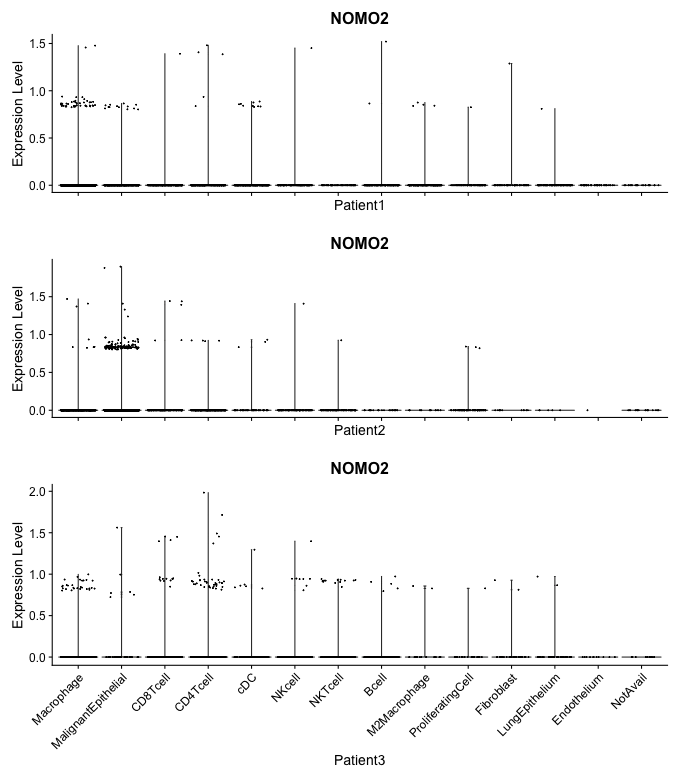 NOMO2
Expression Level
1.5
1.0
0.5
0.0
Patient1
NOMO2
Expression Level
1.5
1.0
0.5
0.0
Patient2
NOMO2
Expression Level
2.0
1.5
1.0
0.5
0.0
Macrophage
MalignantEpithelial
CD8Tcell
CD4Tcell
cDC
NKcell
NKTcell
Bcell
M2Macrophage
ProliferatingCell
Fibroblast
LungEpithelium
Endothelium
NotAvail
Patient3